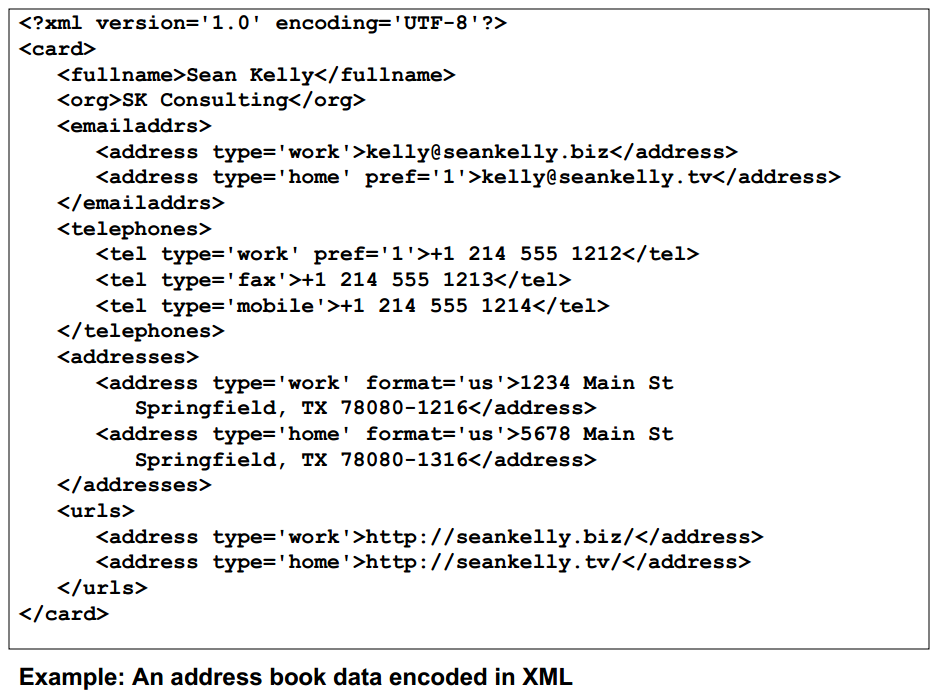 <?xml version='1.0' encoding='UTF-8'?>
<card>
   <fullname>Sean Kelly</fullname>
   <org>SK Consulting</org>
   <emailaddrs>
      <address type='work'>kelly@seankelly.biz</address>
      <address type='home' pref='1'>kelly@seankelly.tv</address>
   </emailaddrs>
   <telephones>
      <tel type='work' pref='1'>+1 214 555 1212</tel>
      <tel type='fax'>+1 214 555 1213</tel>
      <tel type='mobile'>+1 214 555 1214</tel>
   </telephones>
   <addresses>
      <address type='work' format='us'>1234 Main St
         Springfield, TX 78080-1216</address>
      <address type='home' format='us'>5678 Main St
         Springfield, TX 78080-1316</address>
   </addresses>
   <urls>
      <address type='work'>http://seankelly.biz/</address>
      <address type='home'>http://seankelly.tv/</address>
   </urls>
</card>
Example: An address book data encoded in XML